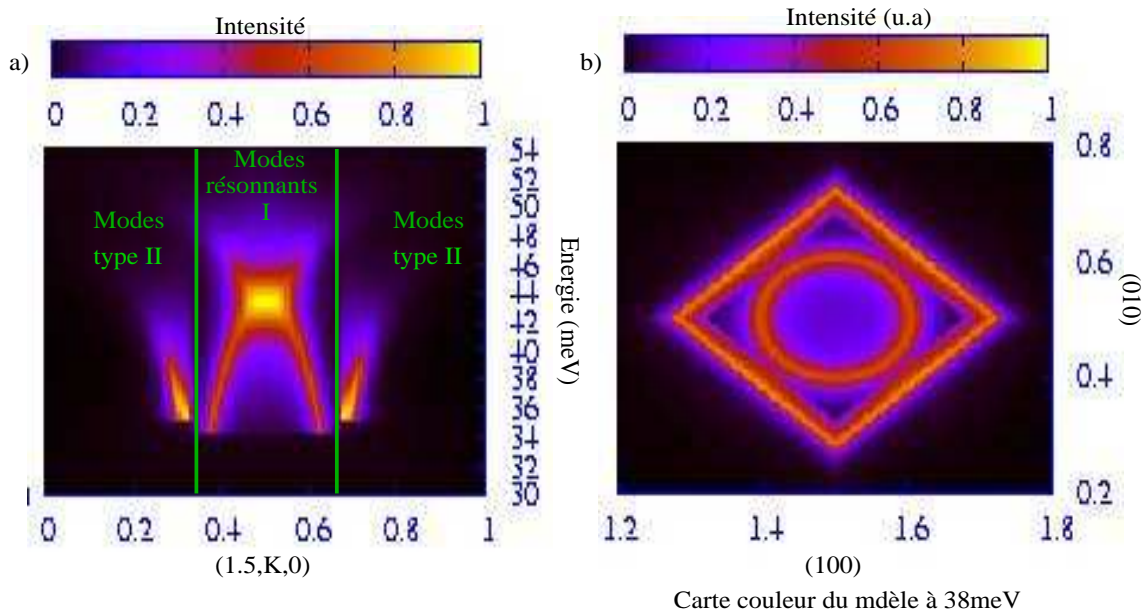 Intensité
a)
0 0.2 0.4 0.6 0.8 1
Modes
résonnants
I
Modes
type II
Modes
type II
54
52
50
48
46
44
42
40
38
36
34
32
30
Energie (meV)
0 0.2 0.4 0.6 0.8 1
(1.5,K,0)
Intensité (u.a)
b)
0 0.2 0.4 0.6 0.8 1
0.8
0.6
0.4
0.2
(010)
1.2 1.4 1.6 1.8
(100)
Carte couleur du mdèle à 38meV